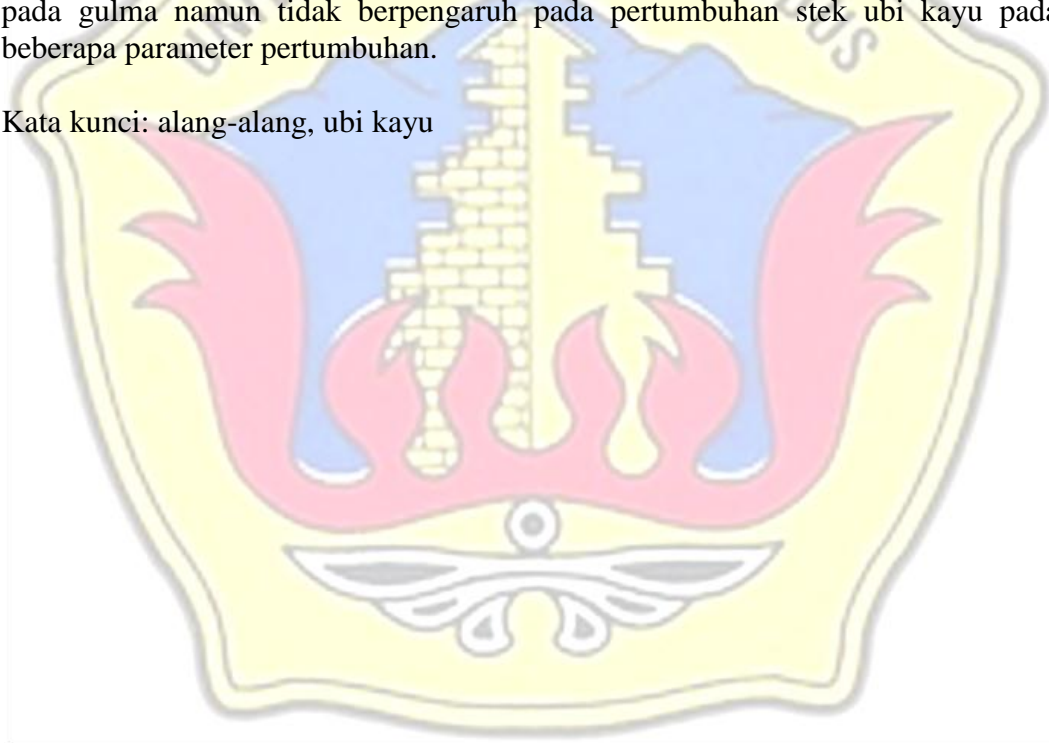 pada gulma namun tidak berpengaruh pada pertumbuhan stek ubi kayu pada
beberapa parameter pertumbuhan.
Kata kunci: alang-alang, ubi kayu